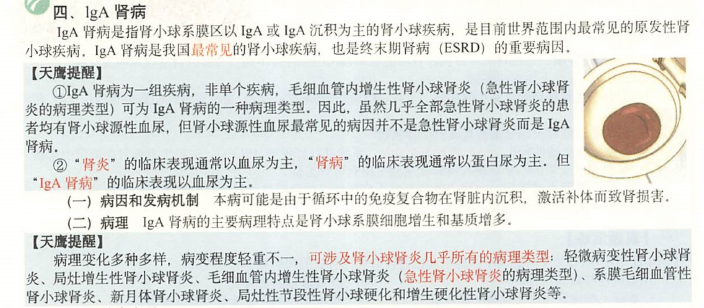 四、lgA 肾病
IgA 肾病是指肾小球系膜区以 IgA 或 IgA 沉积为主的肾小球疾病，是目前世界范围内最常见的原发性肾
小球疾病。IgA 肾病是我国最常见的肾小球疾病，也是终末期肾病（ESRD）的重要病因。
【天鹰提醒】
①IgA 肾病为一组疾病，非单个疾病，毛细血管内增生性肾小球肾炎（急性肾小球肾
炎的病理类型）可为 IgA 肾病的一种病理类型。因此，虽然几乎全部急性肾小球肾炎的患
者均有肾小球源性血尿，但肾小球源性血尿最常见的病因并不是急性肾小球肾炎而是 IgA
肾病。
②“肾炎”的临床表现通常以血尿为主，“肾病”的临床表现通常以蛋白尿为主。但
“IgA 肾病”的临床表现以血尿为主。
（一）病因和发病机制 本病可能是由于循环中的免疫复合物在肾脏内沉积，激活补体而致肾损害。
（二）病理 IgA 肾病的主要病理特点是肾小球系膜细胞增生和基质增多。
【天鹰提醒】
病理变化多种多样，病变程度轻重不一，可涉及肾小球肾炎几乎所有的病理类型：轻微病变性肾小球肾
炎、局灶增生性肾小球肾炎、毛细血管内增生性肾小球肾炎（急性肾小球肾炎的病理类型）、系膜毛细血管性
肾小球肾炎、新月体肾小球肾炎、局灶性节段性肾小球硬化和增生硬化性肾小球肾炎等。